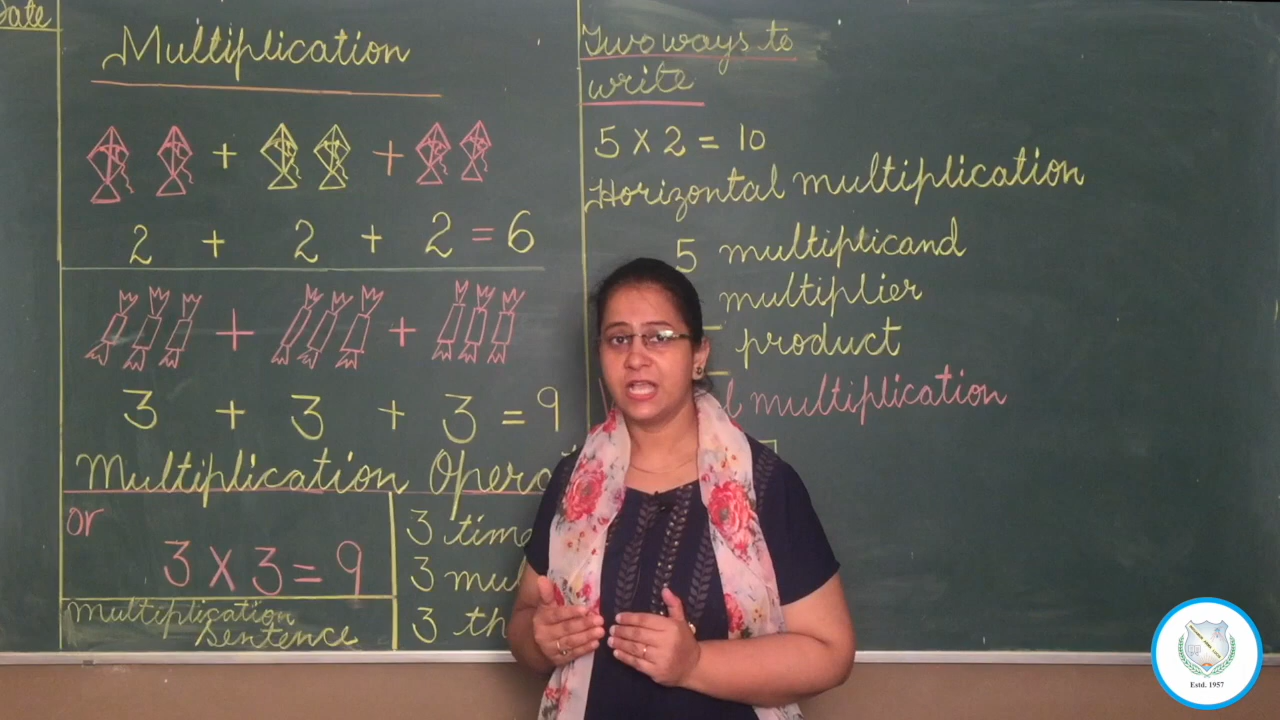 Date
Multiplication
+ +
2 + 2 + 2 = 6
+ +
3 + 3 + 3 = 9
Multiplication
or
3 X 3 = 9
Multiplication
Sentence
3
3
3
Two ways to
write
5 X 2 = 10
Horizontal multiplication
5 multiplicand
multiplier
product
multiplication
Estd. 1957